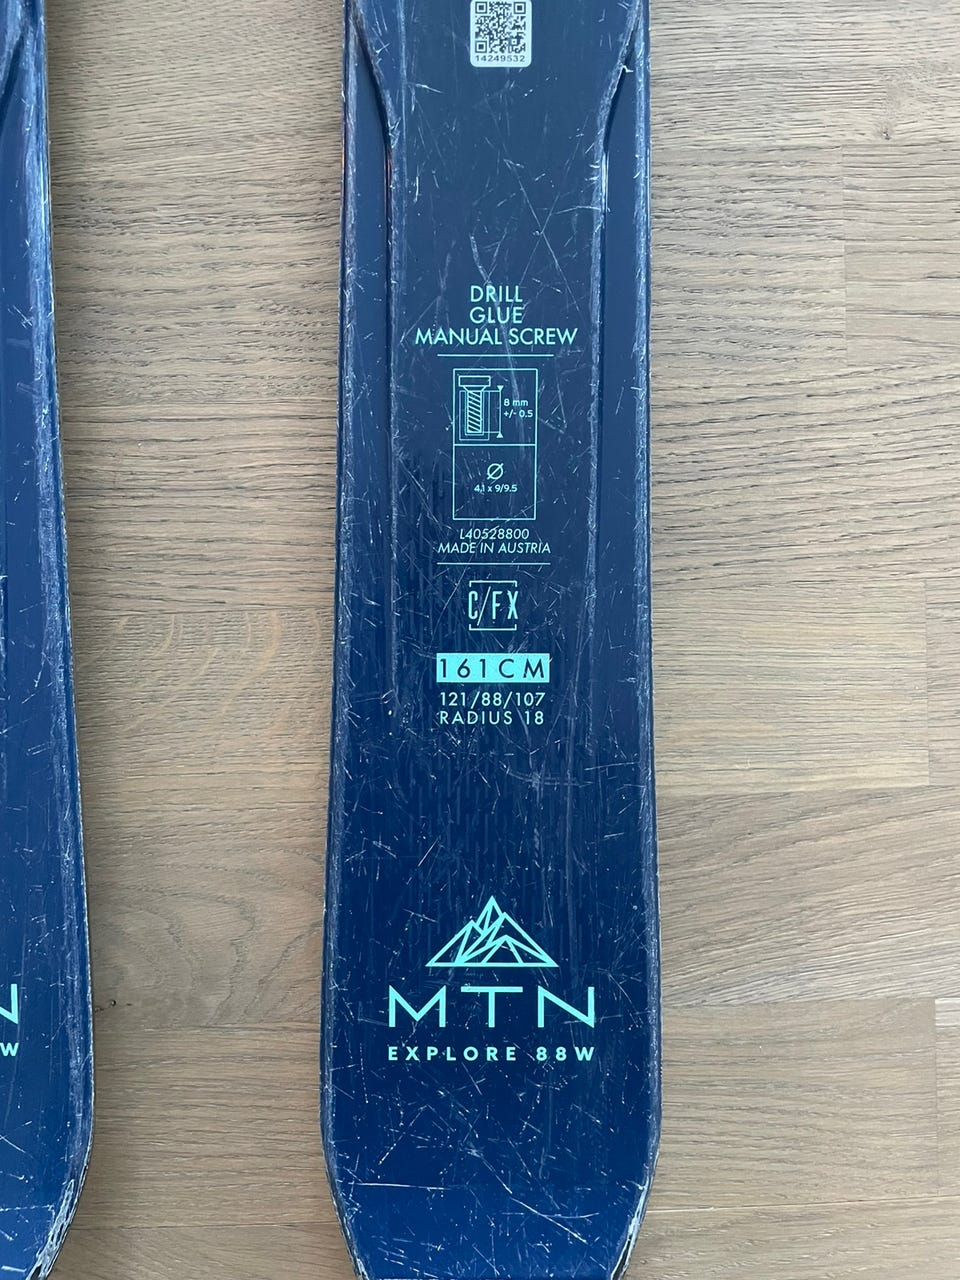 14249532
DRILL
GLUE
MANUAL SCREW
8 mm
+/- 0.5
Ø
4.1 x 9/9.5
L40528800
MADE IN AUSTRIA
C/FX
161CM
121/88/107
RADIUS 18
MTN
EXPLORE 88W
N
W